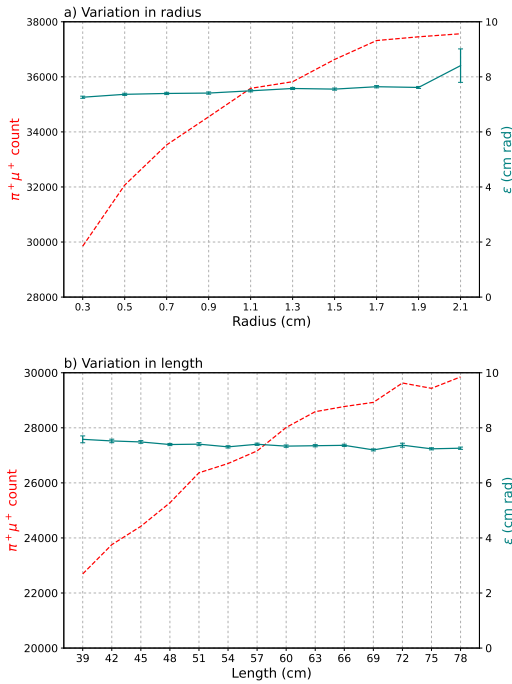 a) Variation in radius
38000
36000
34000
32000
30000
28000
π⁺μ⁺ count
10
8
6
4
2
0
ε (cm rad)
0.3 0.5 0.7 0.9 1.1 1.3 1.5 1.7 1.9 2.1
Radius (cm)
b) Variation in length
30000
28000
26000
24000
22000
20000
π⁺μ⁺ count
10
8
6
4
2
0
ε (cm rad)
39 42 45 48 51 54 57 60 63 66 69 72 75 78
Length (cm)